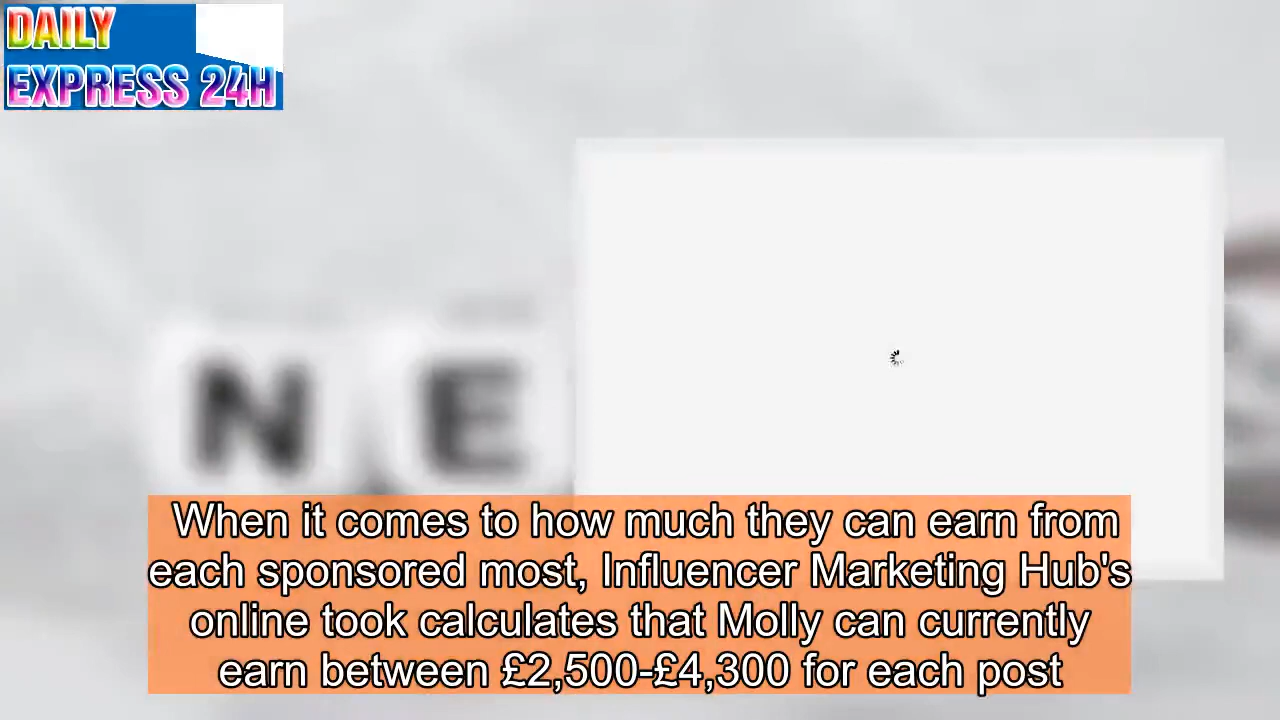 DAILY
EXPRESS 24H
N E
When it comes to how much they can earn from
each sponsored most, Influencer Marketing Hub's
online took calculates that Molly can currently
earn between £2,500-£4,300 for each post